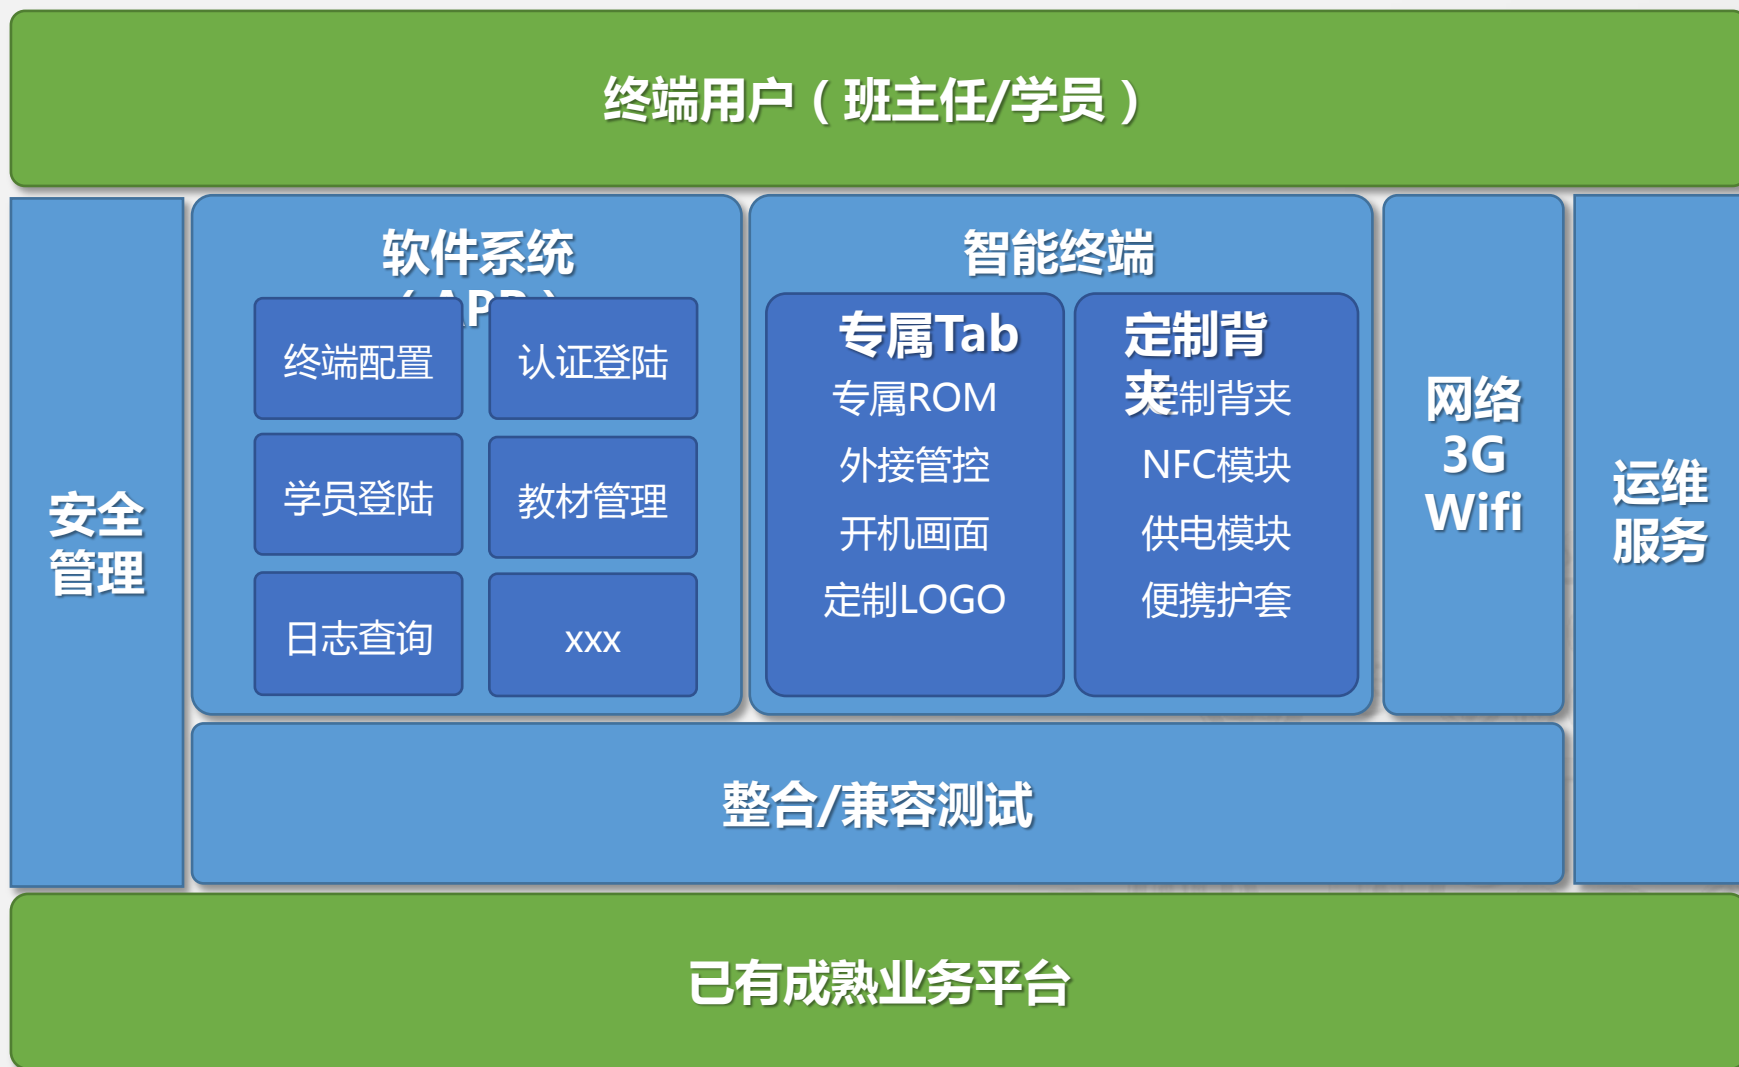 终端用户（班主任/学员）
安全
管理
软件系统
（APP）
终端配置
认证登陆
学员登陆
教材管理
日志查询
xxx
智能终端
专属Tab
专属ROM
外接管控
开机画面
定制LOGO
定制背
夹
定制背夹
NFC模块
供电模块
便携护套
网络
3G
Wifi
运维
服务
整合/兼容测试
已有成熟业务平台